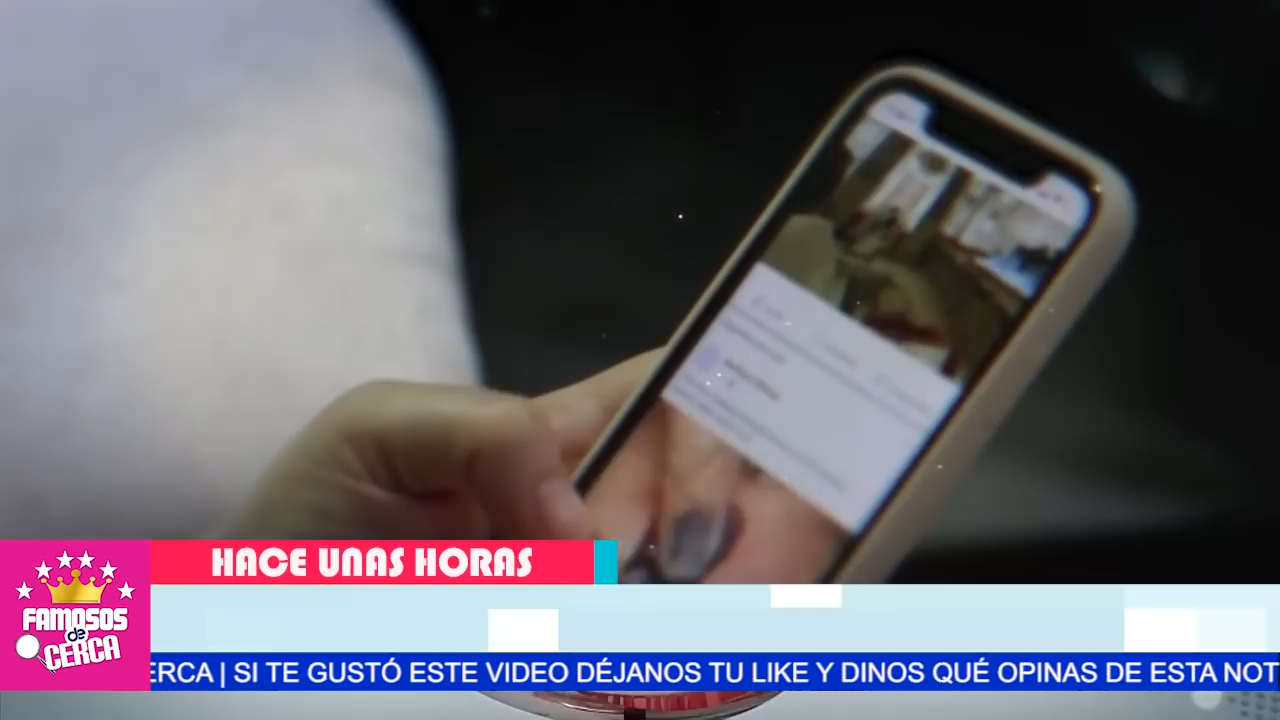 HACE UNAS HORAS
FAMOSOS
de
CERCA
ERCA | SI TE GUSTÓ ESTE VIDEO DÉJANOS TU LIKE Y DINOS QUÉ OPINAS DE ESTA NOT